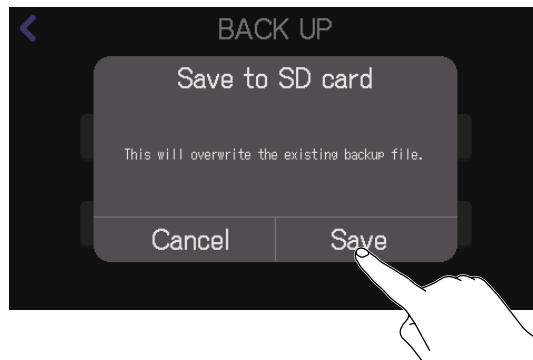 BACK UP
Save to SD card
This will overwrite the existing backup file.
Cancel
Save